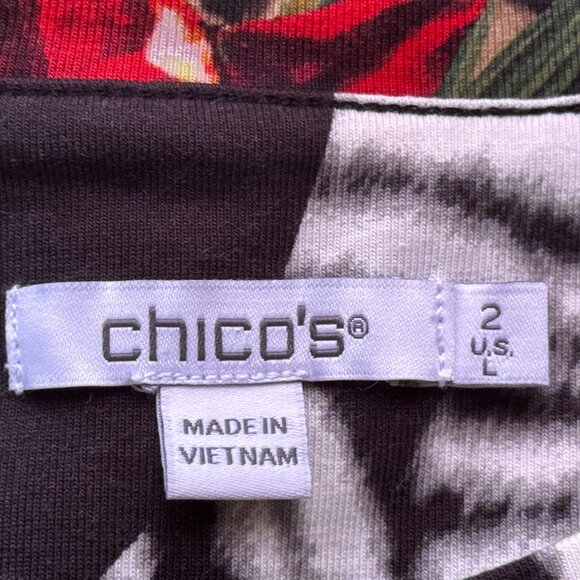 chico's®
2
U.S.
L
MADE IN
VIETNAM